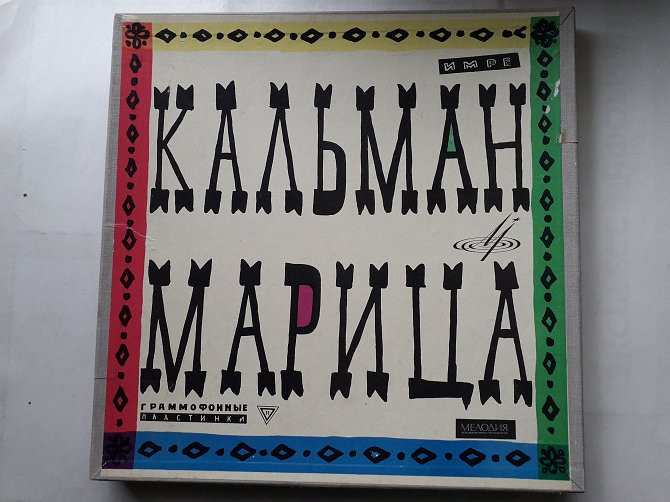 ИМРЕ
КАЛЬМАН
МАРИЦА
ГРАММОФОННЫЕ
ПЛАСТИНКИ
МЕЛОДИЯ